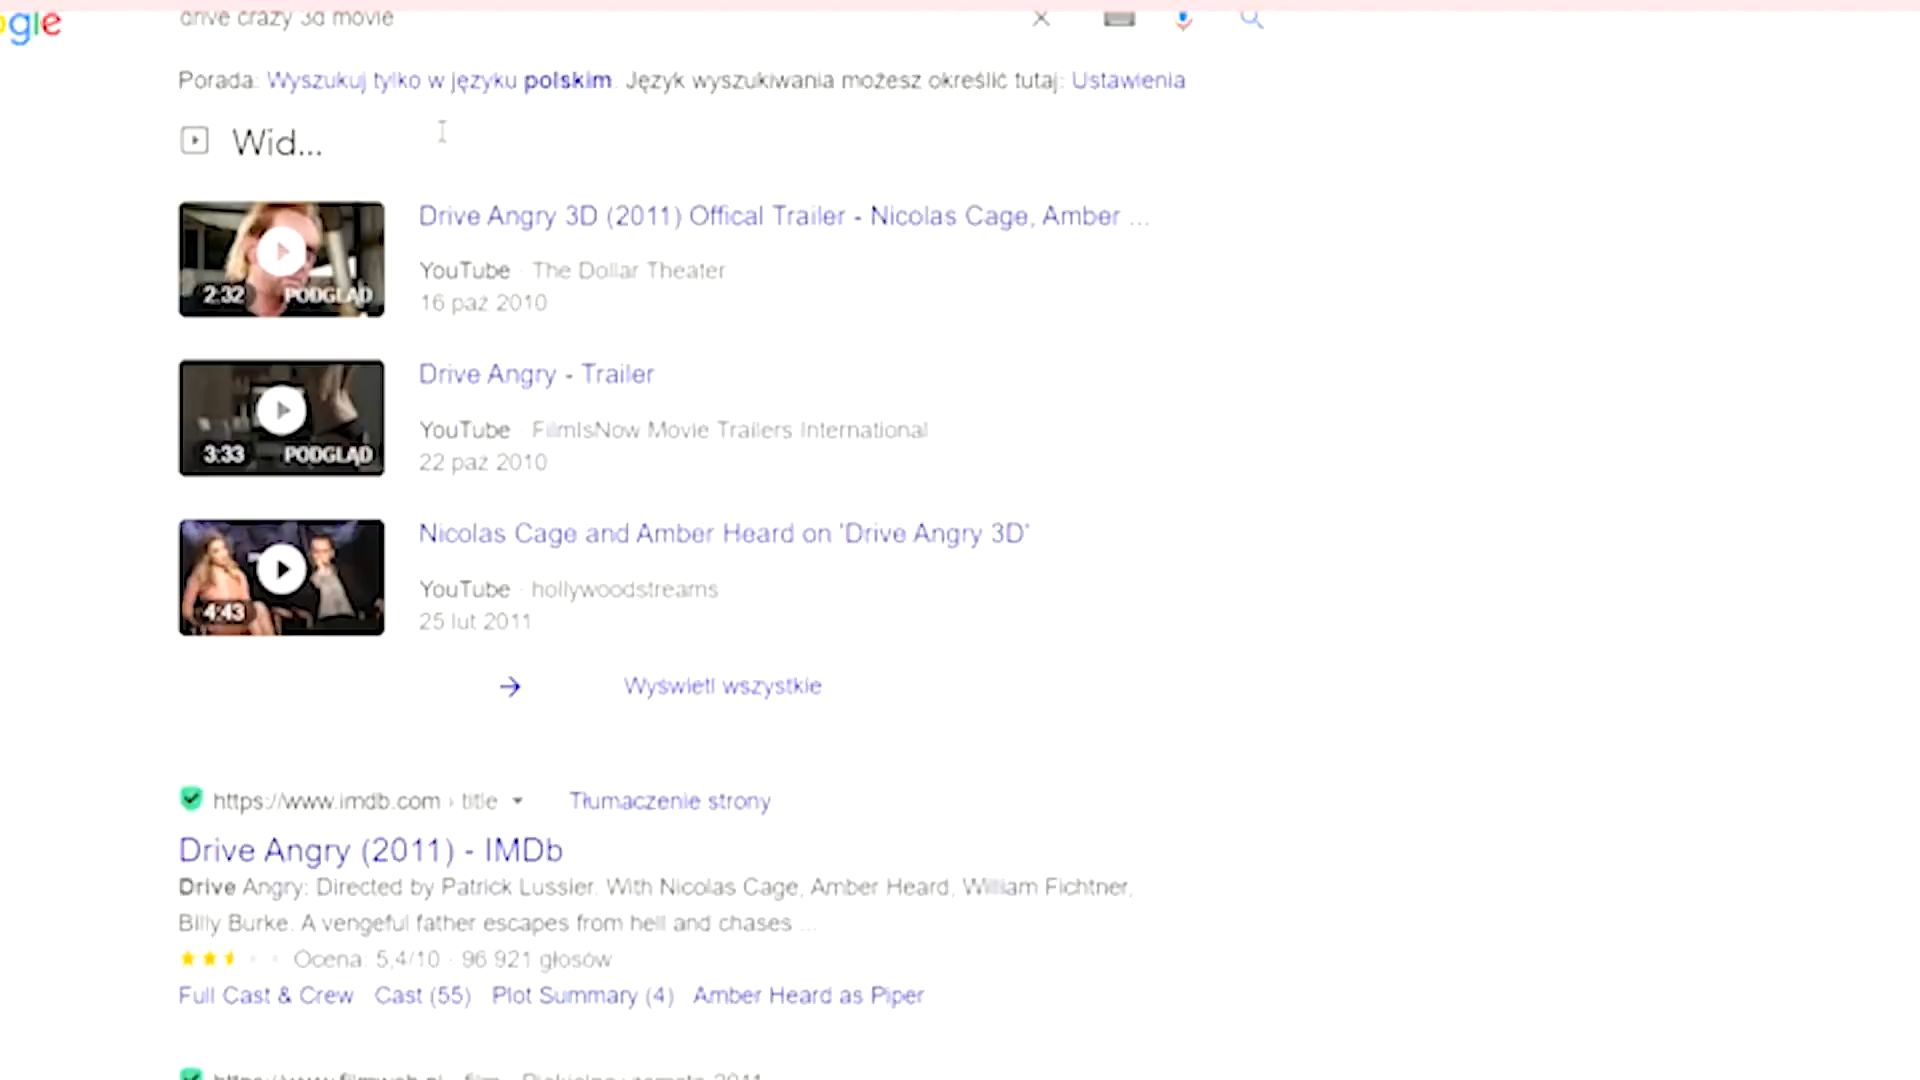 ogle
drive crazy 3d movie
Porada: Wyszukuj tylko w języku polskim. Język wyszukiwania możesz określić tutaj: Ustawienia
Wid...
Drive Angry 3D (2011) Offical Trailer - Nicolas Cage, Amber ...
YouTube · The Dollar Theater
16 paź 2010
2:32 PODGLĄD
Drive Angry - Trailer
YouTube · FilmIsNow Movie Trailers International
22 paź 2010
3:33 PODGLĄD
Nicolas Cage and Amber Heard on 'Drive Angry 3D'
YouTube · hollywoodstreams
25 lut 2011
4:43
Wyświetl wszystkie
https://www.imdb.com › title Tłumaczenie strony
Drive Angry (2011) - IMDb
Drive Angry: Directed by Patrick Lussier. With Nicolas Cage, Amber Heard, William Fichtner,
Billy Burke. A vengeful father escapes from hell and chases ...
Ocena: 5,4/10 · 96 921 głosów
Full Cast & Crew Cast (55) Plot Summary (4) Amber Heard as Piper
https://www.filmweb.pl › film